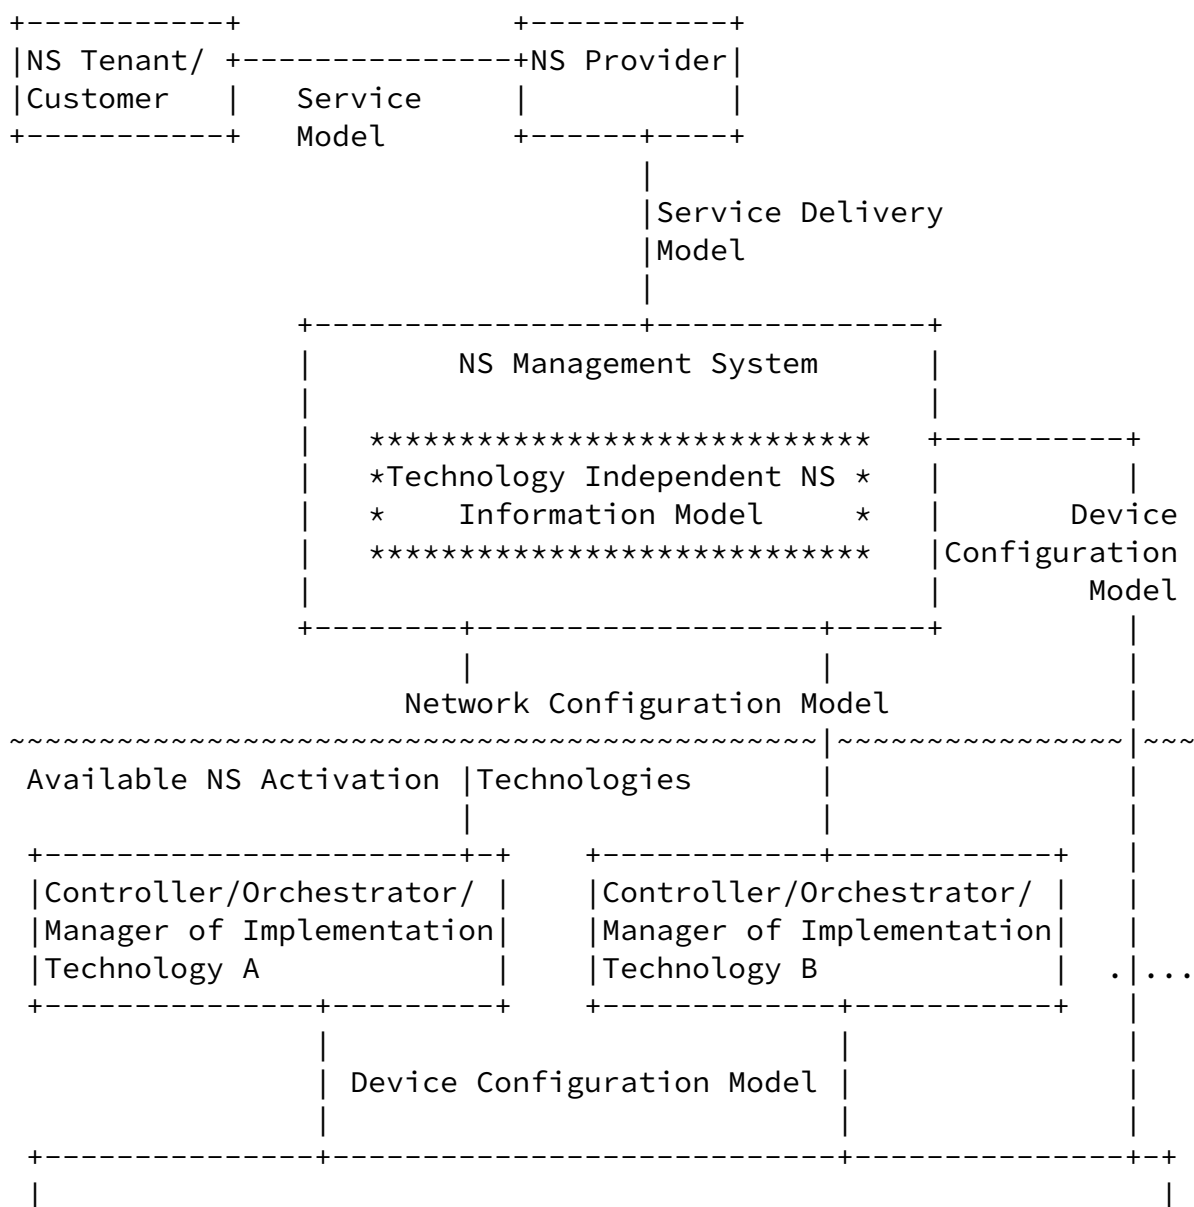 NS Tenant/ NS Provider
Customer Service
Model
Service Delivery
Model
NS Management System
Technology Independent NS
Information Model Device
Configuration
Model
Network Configuration Model
Available NS Activation Technologies
Controller/Orchestrator/ Controller/Orchestrator/
Manager of Implementation Manager of Implementation
Technology A Technology B ....
Device Configuration Model